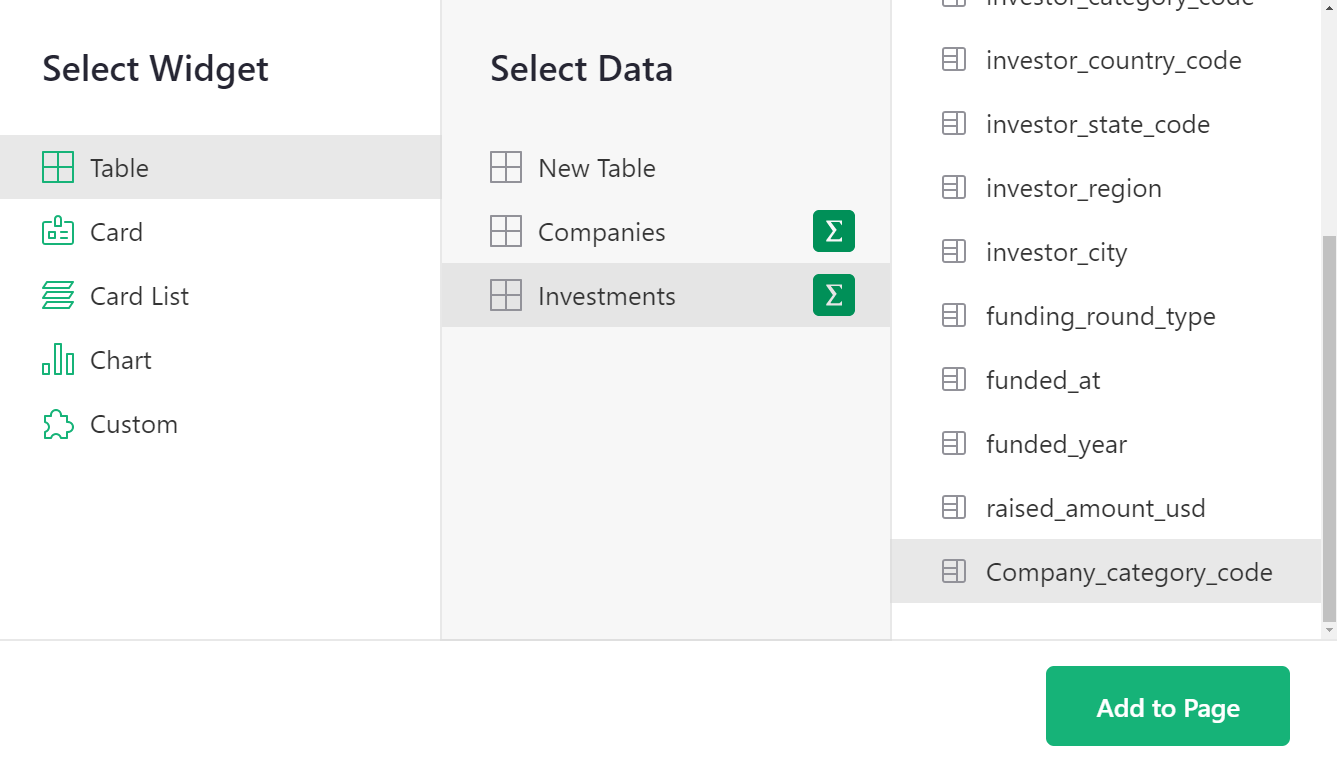 Select Widget
Table
Card
Card List
Chart
Custom
Select Data
New Table
Companies Σ
Investments Σ
investor_category_code
investor_country_code
investor_state_code
investor_region
investor_city
funding_round_type
funded_at
funded_year
raised_amount_usd
Company_category_code
Add to Page